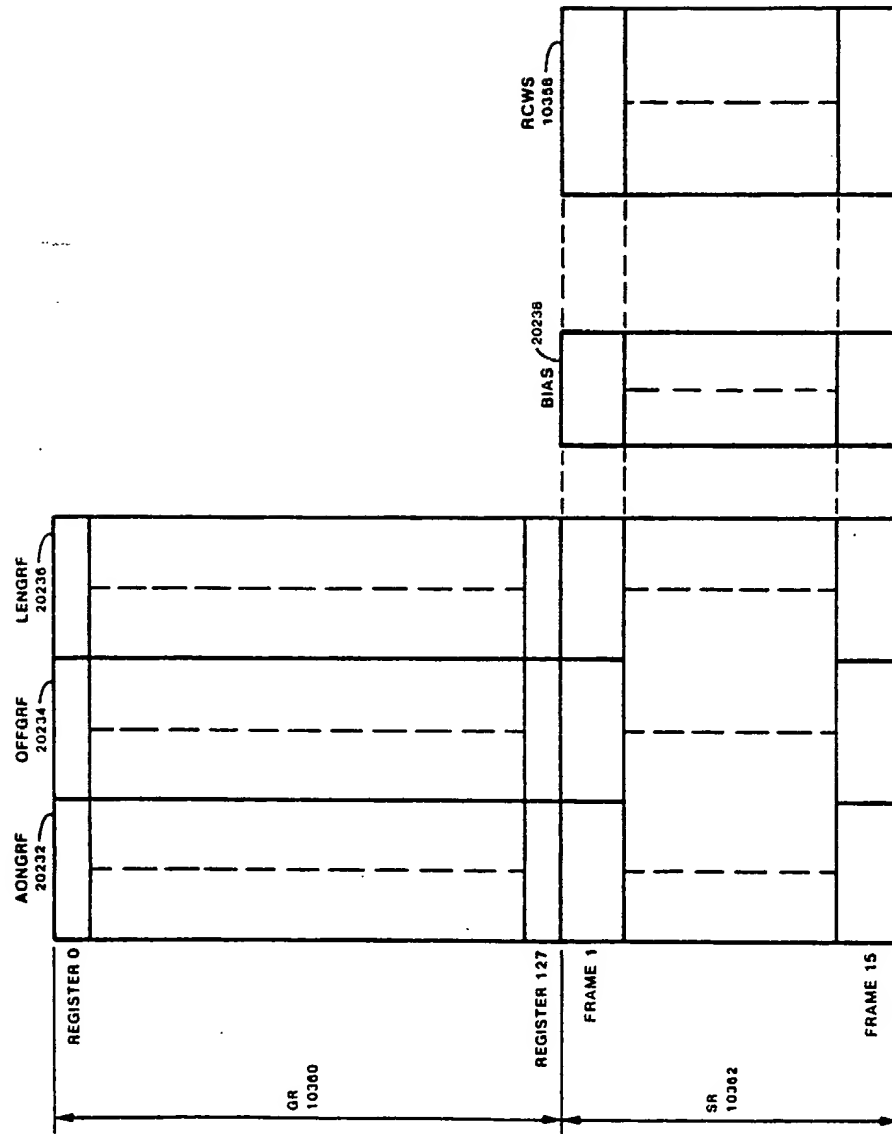 AONGRF
20232
OFFGRF
20234
LENGRF
20236
REGISTER 0
GR
10360
REGISTER 127
BIAS
20238
RCWS
10358
FRAME 1
SR
10362
FRAME 15